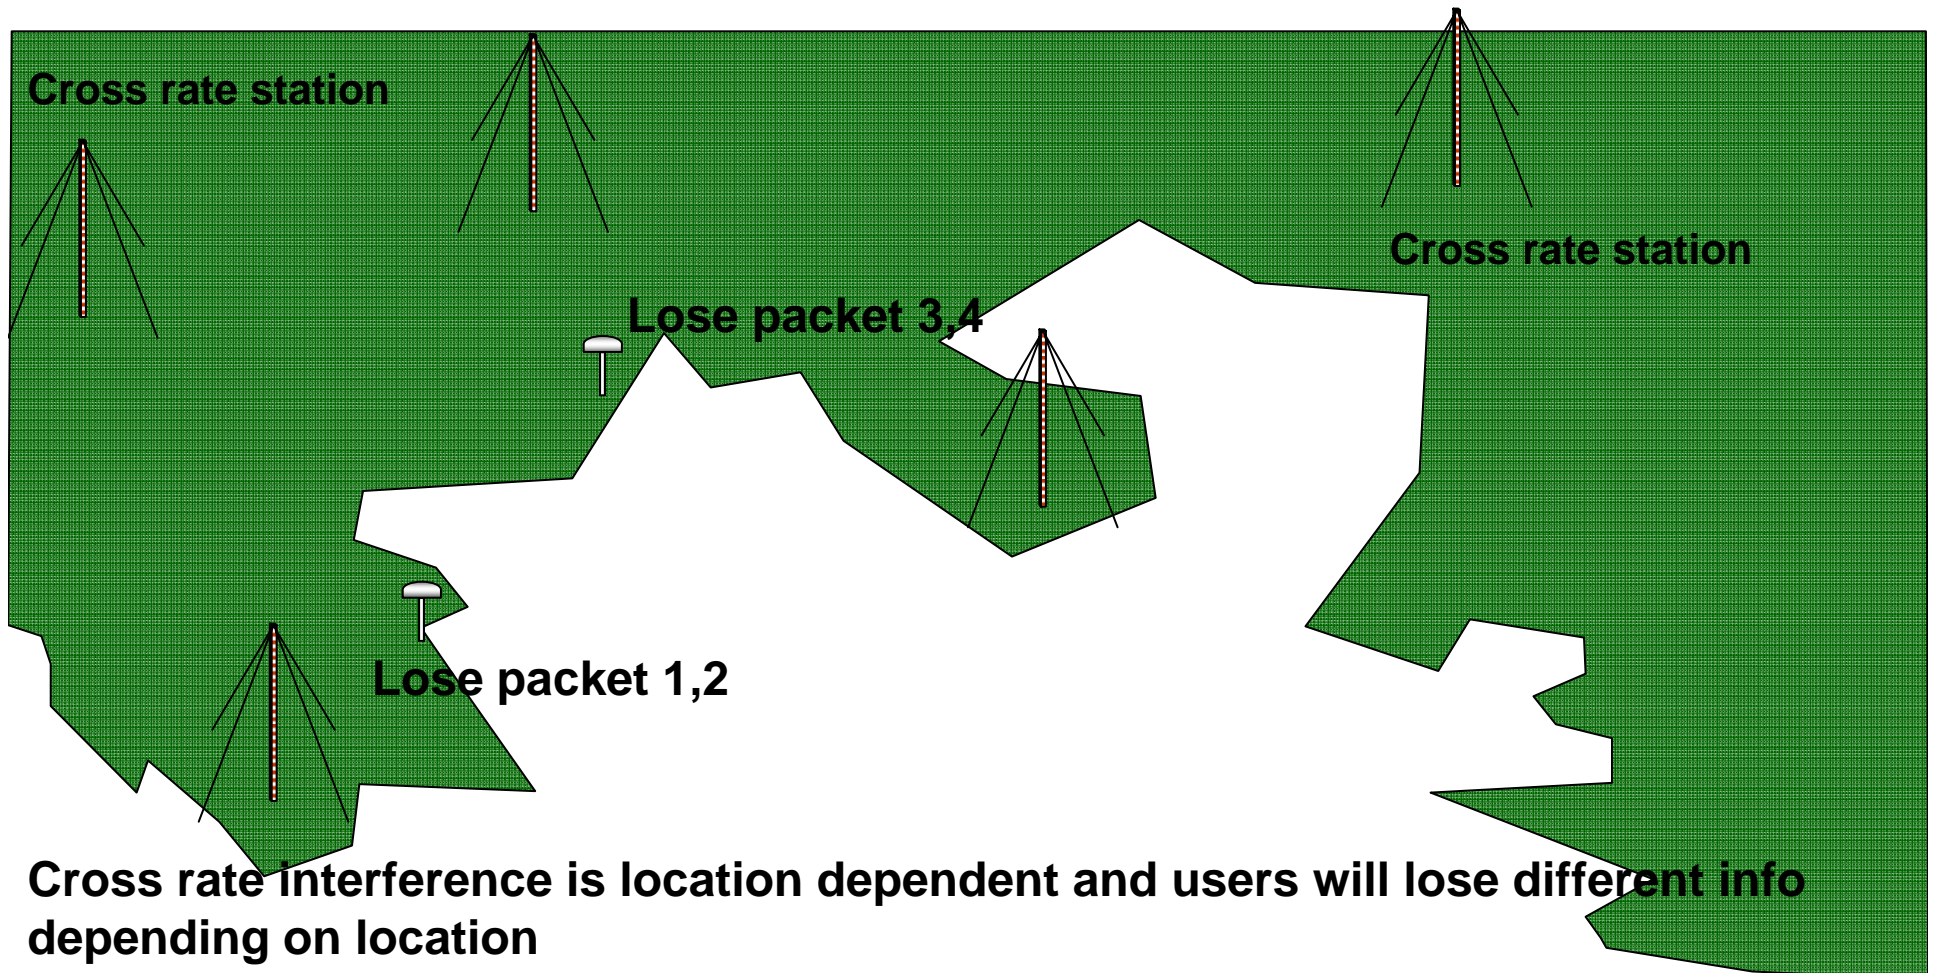 Cross rate station
Cross rate station
Lose packet 3,4
Lose packet 1,2
Cross rate interference is location dependent and users will lose different info
depending on location